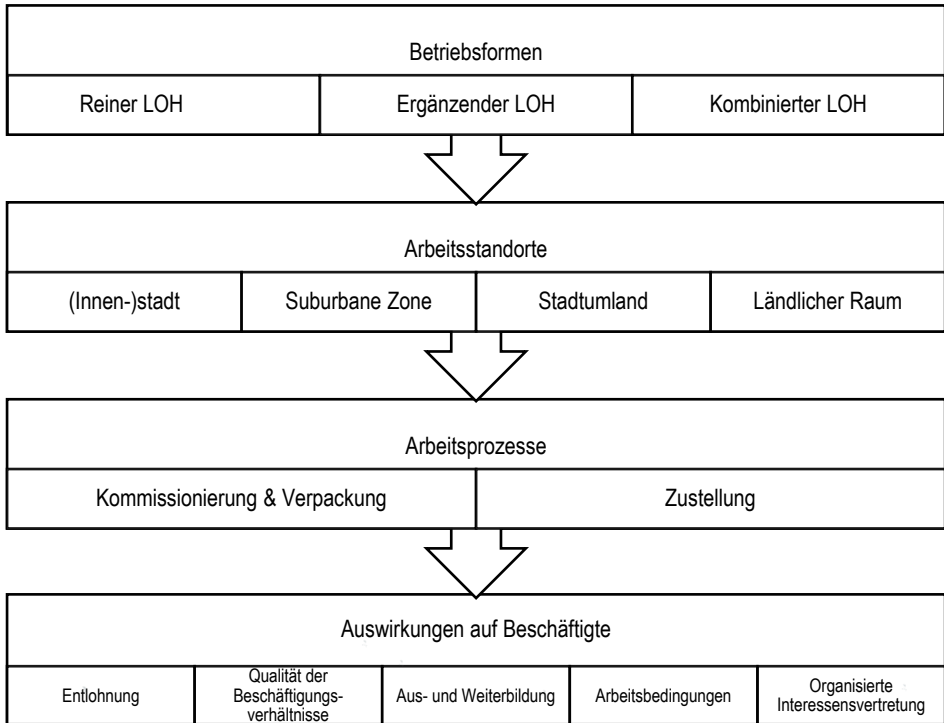 Betriebsformen
Reiner LOH
Ergänzender LOH
Kombinierter LOH
Arbeitsstandorte
(Innen-)stadt
Suburbane Zone
Stadtumland
Ländlicher Raum
Arbeitsprozesse
Kommissionierung & Verpackung
Zustellung
Auswirkungen auf Beschäftigte
Entlohnung
Qualität der
Beschäftigungs-
verhältnisse
Aus- und Weiterbildung
Arbeitsbedingungen
Organisierte
Interessensvertretung